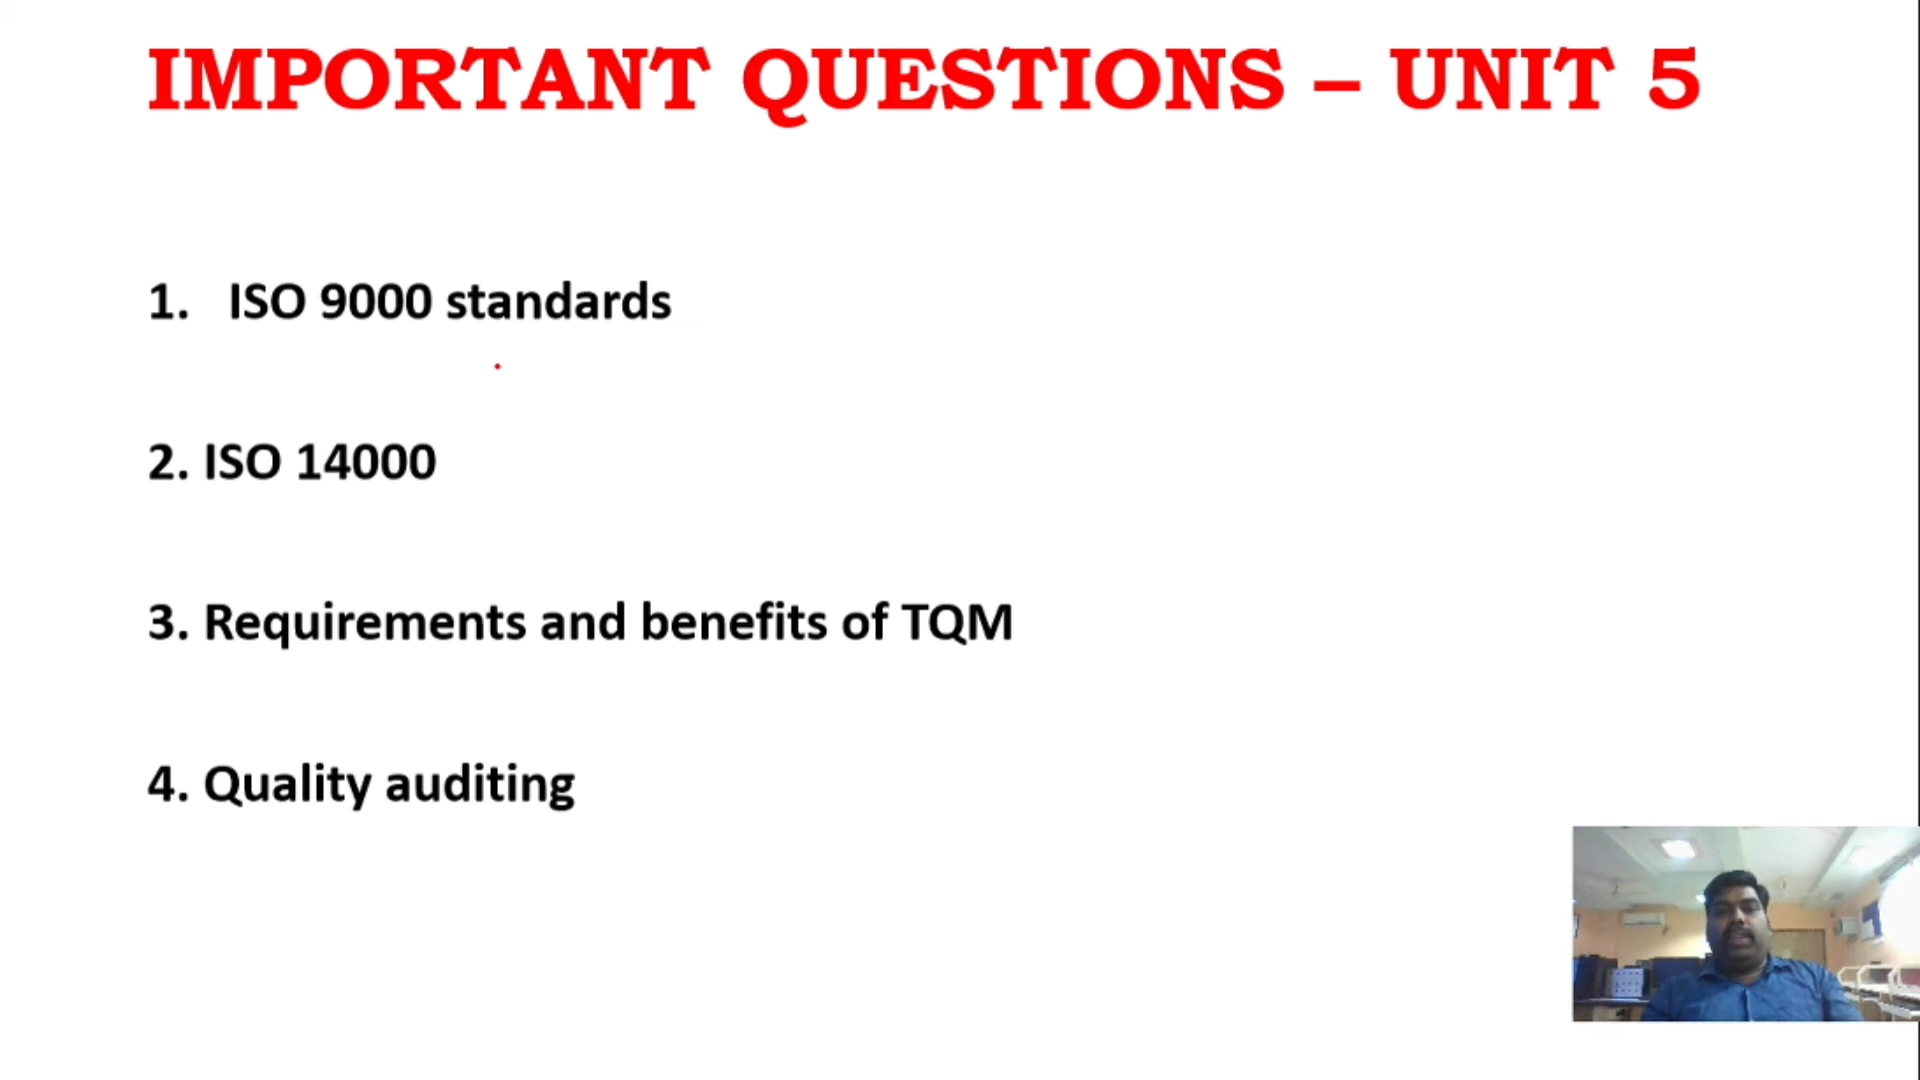 IMPORTANT QUESTIONS – UNIT 5
1. ISO 9000 standards
2. ISO 14000
3. Requirements and benefits of TQM
4. Quality auditing